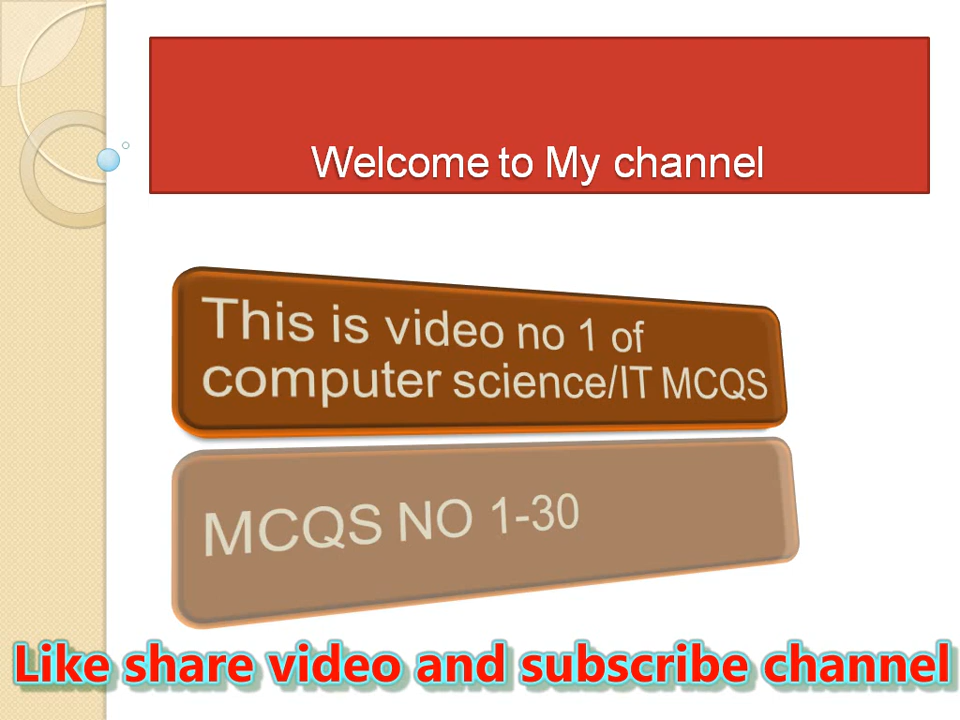 Welcome to My channel
This is video no 1 of
computer science/IT MCQS
MCQS NO 1-30
Like share video and subscribe channel